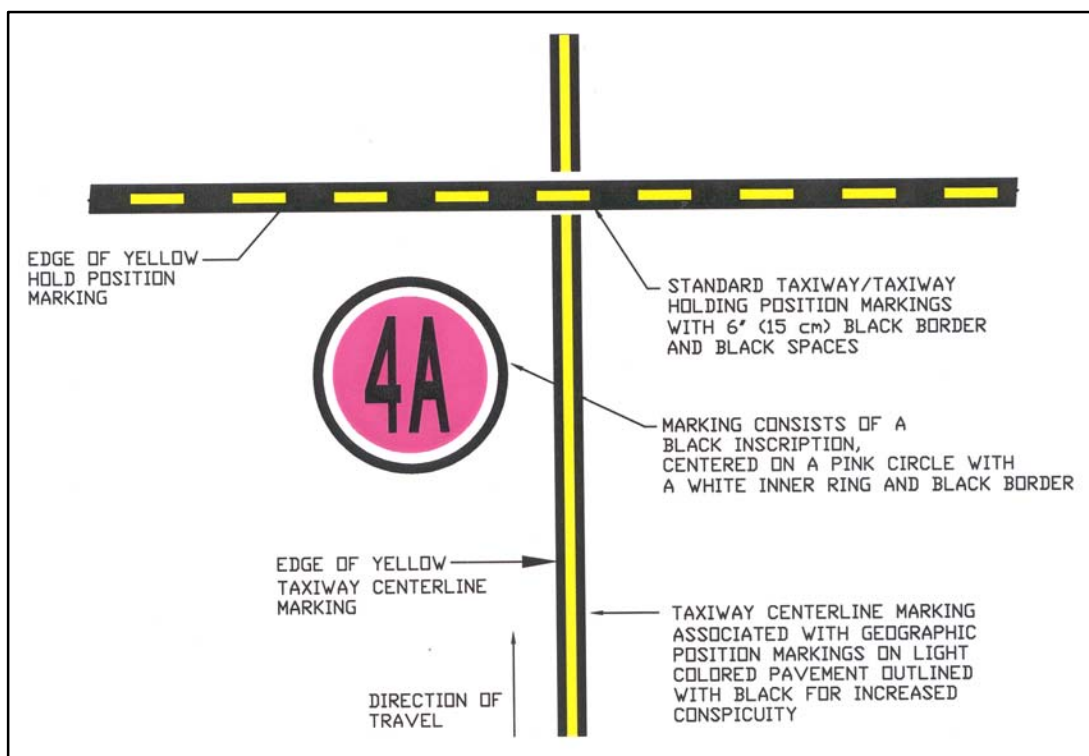 EDGE OF YELLOW
HOLD POSITION
MARKING
STANDARD TAXIWAY/TAXIWAY
HOLDING POSITION MARKINGS
WITH 6" (15 cm) BLACK BORDER
AND BLACK SPACES
4A
MARKING CONSISTS OF A
BLACK INSCRIPTION,
CENTERED ON A PINK CIRCLE WITH
A WHITE INNER RING AND BLACK BORDER
EDGE OF YELLOW
TAXIWAY CENTERLINE
MARKING
TAXIWAY CENTERLINE MARKING
ASSOCIATED WITH GEOGRAPHIC
POSITION MARKINGS ON LIGHT
COLORED PAVEMENT OUTLINED
WITH BLACK FOR INCREASED
CONSPICUITY
DIRECTION OF
TRAVEL